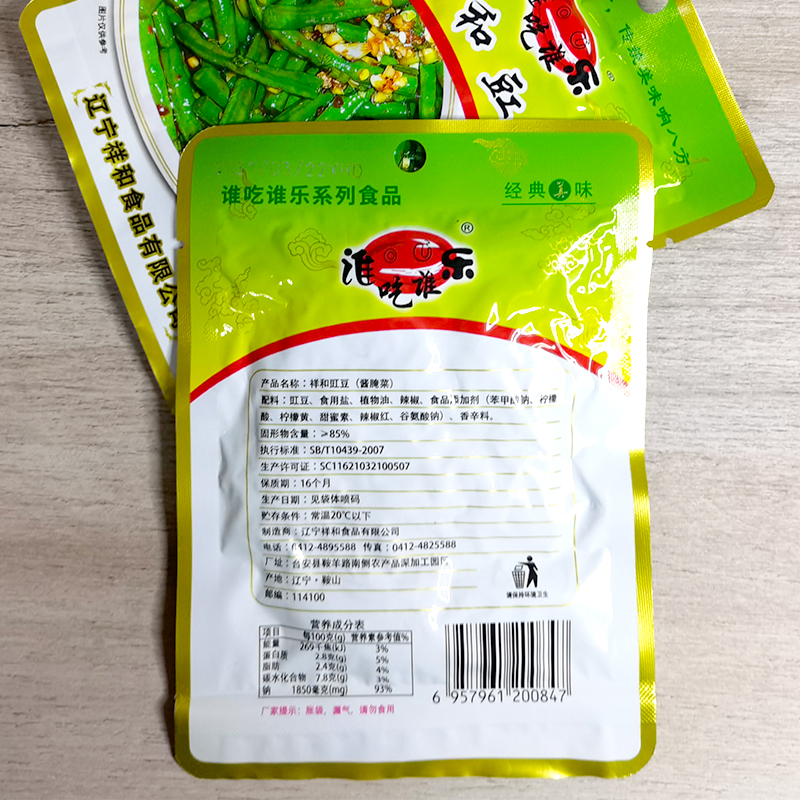 图片仅供参考
和豇
谁吃谁乐
®
传统美味响八方
辽宁祥和食品有限公司
谁吃谁乐系列食品
经典美味
谁吃谁乐
®
产品名称：祥和豇豆（酱腌菜）
配料：豇豆、食用盐、植物油、辣椒、食品添加剂（苯甲酸钠、柠檬
酸、柠檬黄、甜蜜素、辣椒红、谷氨酸钠）、香辛料。
固形物含量：≥85%
执行标准：SB/T10439-2007
生产许可证：SC11621032100507
保质期：16个月
生产日期：见袋体喷码
贮存条件：常温20℃以下
制造商：辽宁祥和食品有限公司
电话：0412-4895588 传真：0412-4825588
厂址：台安县鞍羊路南侧农产品深加工园区
产地：辽宁·鞍山
邮编：114100
请保持环境卫生
营养成分表
项目 每100克(g) 营养素参考值%
能量 269千焦(kJ) 3%
蛋白质 2.8克(g) 5%
脂肪 2.4克(g) 4%
碳水化合物 7.8克(g) 3%
钠 1850毫克(mg) 93%
厂家提示：胀袋，漏气，请勿食用
6 957961 200847